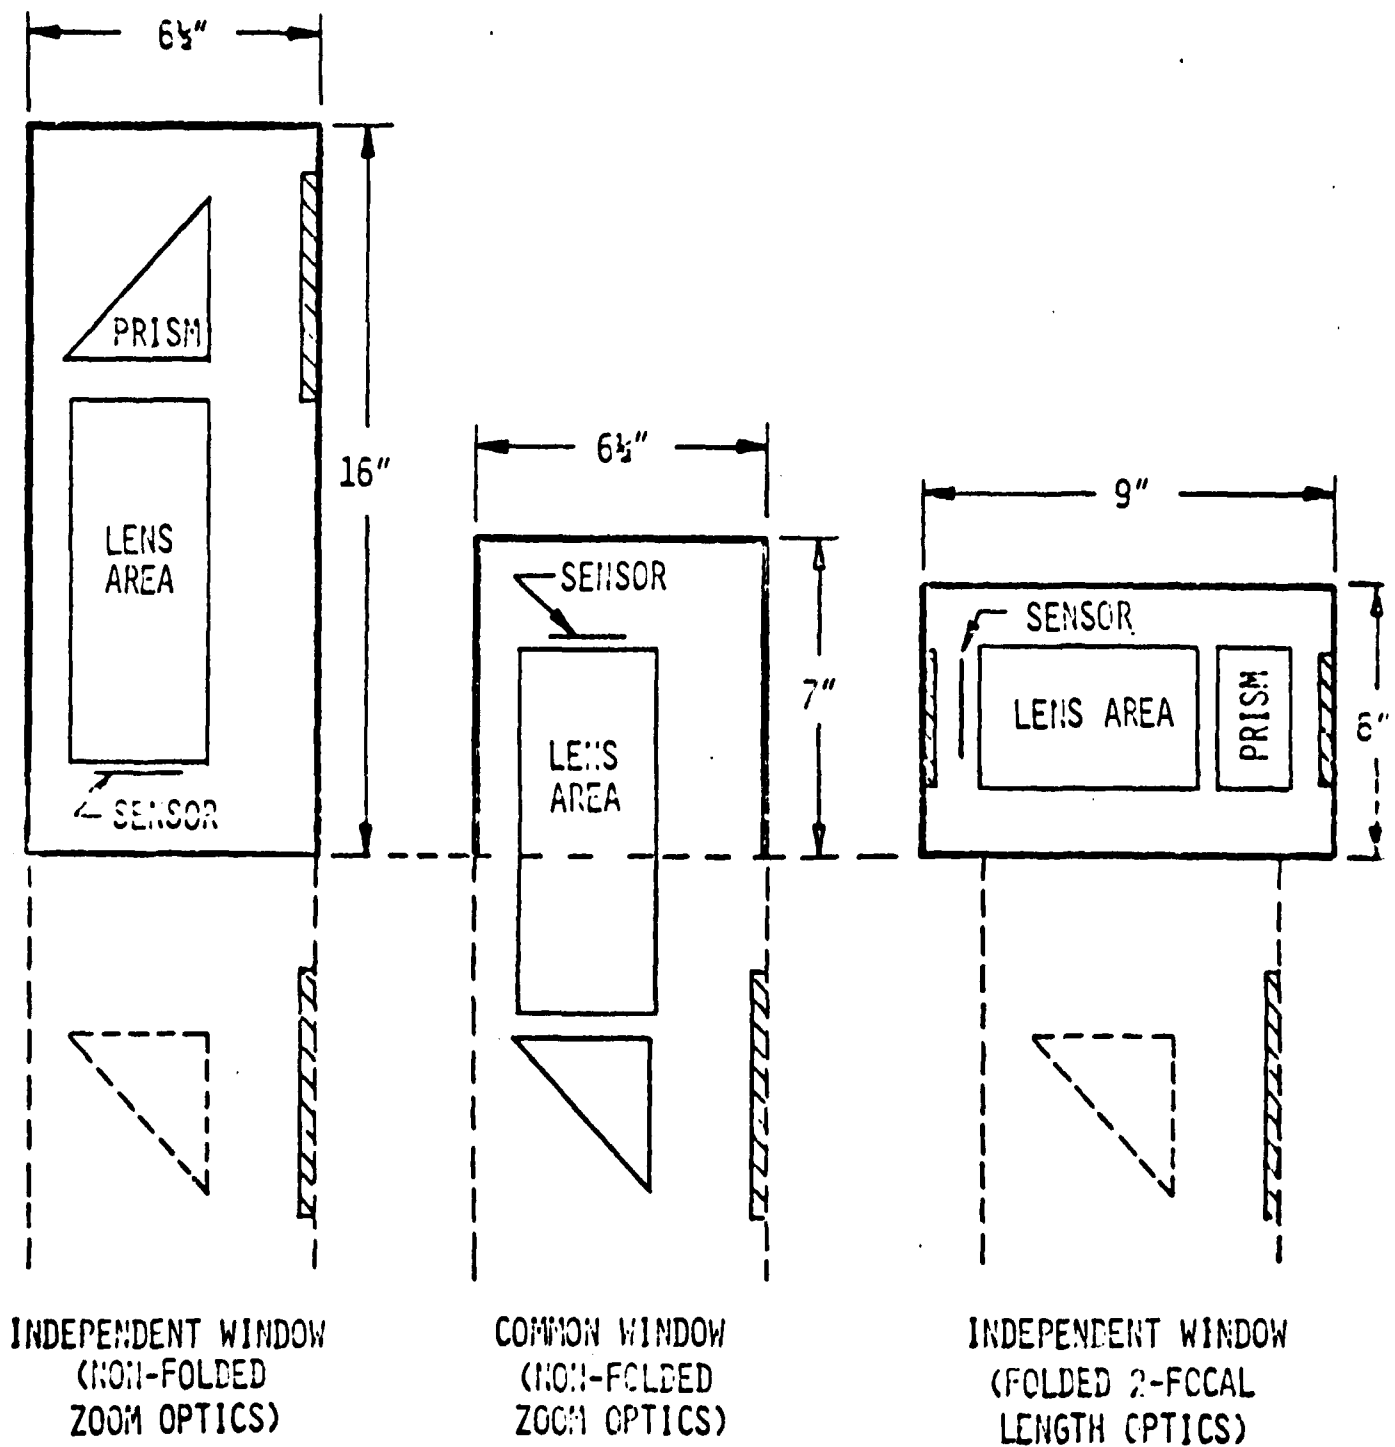 6½"
PRISM
16"
LENS
AREA
SENSOR
6½"
SENSOR
7"
LENS
AREA
9"
SENSOR
LENS AREA
PRISM
INDEPENDENT WINDOW
(NON-FOLDED
ZOOM OPTICS)
COMMON WINDOW
(NON-FOLDED
ZOOM OPTICS)
INDEPENDENT WINDOW
(FOLDED 2-FOCAL
LENGTH OPTICS)